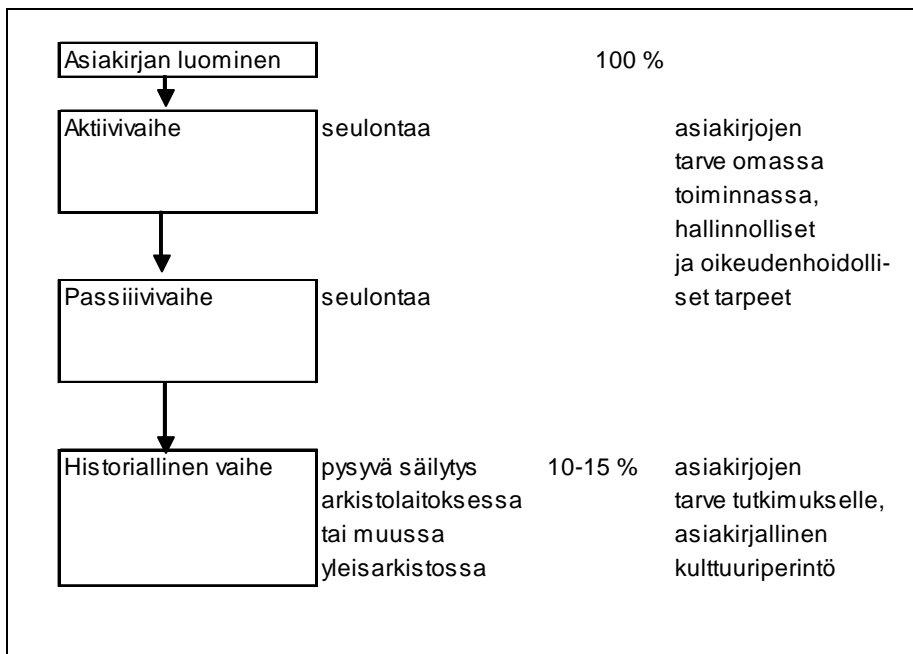 Asiakirjan luominen 100 %
Aktiivivaihe seulontaa asiakirjojen
tarve omassa
toiminnassa,
hallinnolliset
ja oikeudenhoidolli-
Passiiivivaihe seulontaa set tarpeet
Historiallinen vaihe pysyvä säilytys 10-15 % asiakirjojen
arkistolaitoksessa tarve tutkimukselle,
tai muussa asiakirjallinen
yleisarkistossa kulttuuriperintö